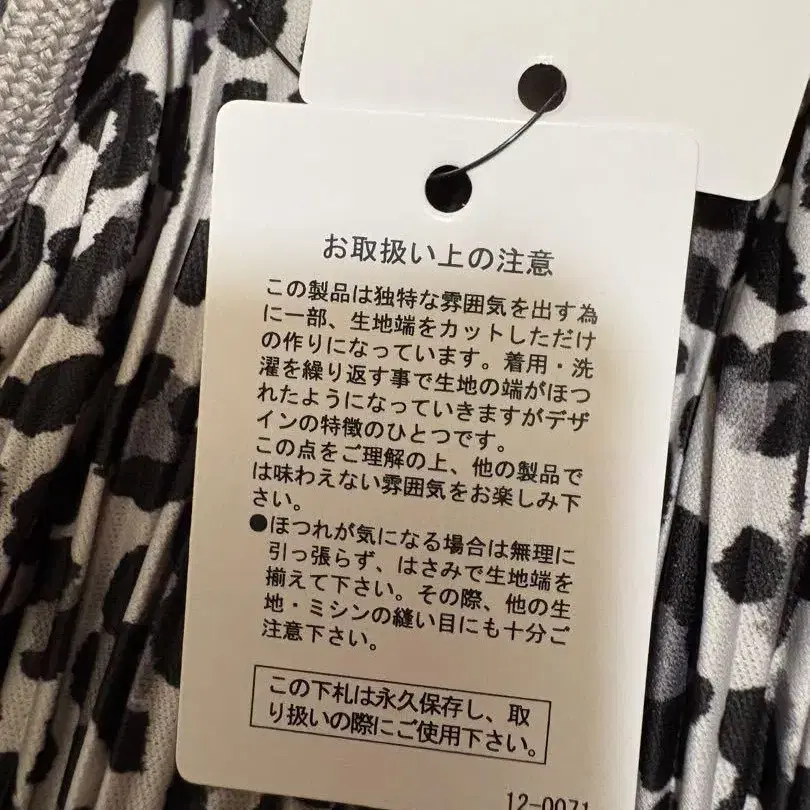 お取扱い上の注意
この製品は独特な雰囲気を出す為
に一部、生地端をカットしただけ
の作りになっています。着用・洗
濯を繰り返す事で生地の端がほつ
れたようになっていきますがデザ
インの特徴のひとつです。
この点をご理解の上、他の製品で
は味わえない雰囲気をお楽しみ下
さい。
●ほつれが気になる場合は無理に
引っ張らず、はさみで生地端を
揃えて下さい。その際、他の生
地・ミシンの縫い目にも十分ご
注意下さい。
この下札は永久保存し、取
り扱いの際にご使用下さい。
12-0071